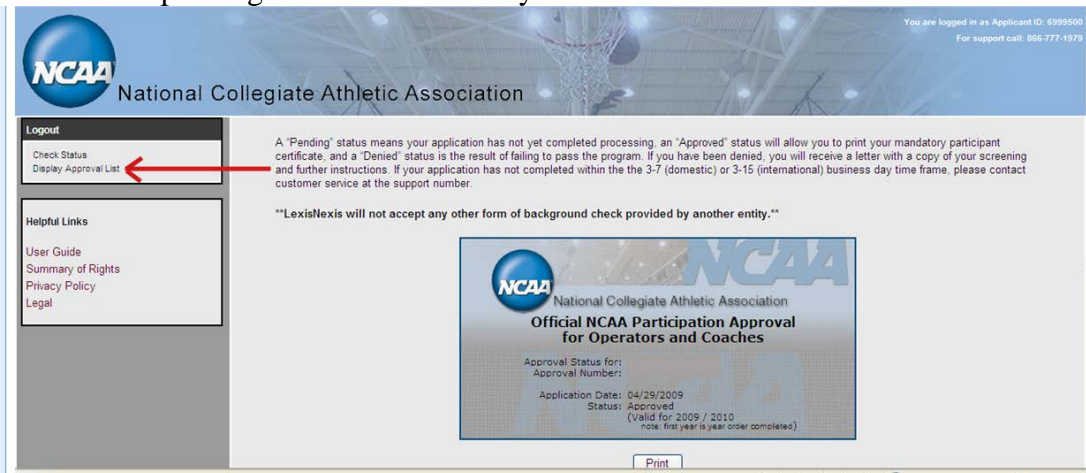 You are logged in as Applicant ID: 6999500
For support call: 866-777-1979
NCAA
National Collegiate Athletic Association
Logout
Check Status
Display Approval List
Helpful Links
User Guide
Summary of Rights
Privacy Policy
Legal
A "Pending" status means your application has not yet completed processing, an "Approved" status will allow you to print your mandatory participant
certificate, and a "Denied" status is the result of failing to pass the program. If you have been denied, you will receive a letter with a copy of your screening
and further instructions. If your application has not completed within the the 3-7 (domestic) or 3-15 (international) business day time frame, please contact
customer service at the support number.
**LexisNexis will not accept any other form of background check provided by another entity.**
NCAA
NCAA
National Collegiate Athletic Association
Official NCAA Participation Approval
for Operators and Coaches
Approval Status for:
Approval Number:
Application Date: 04/29/2009
Status: Approved
(Valid for 2009 / 2010
note: first year is year order completed)
Print